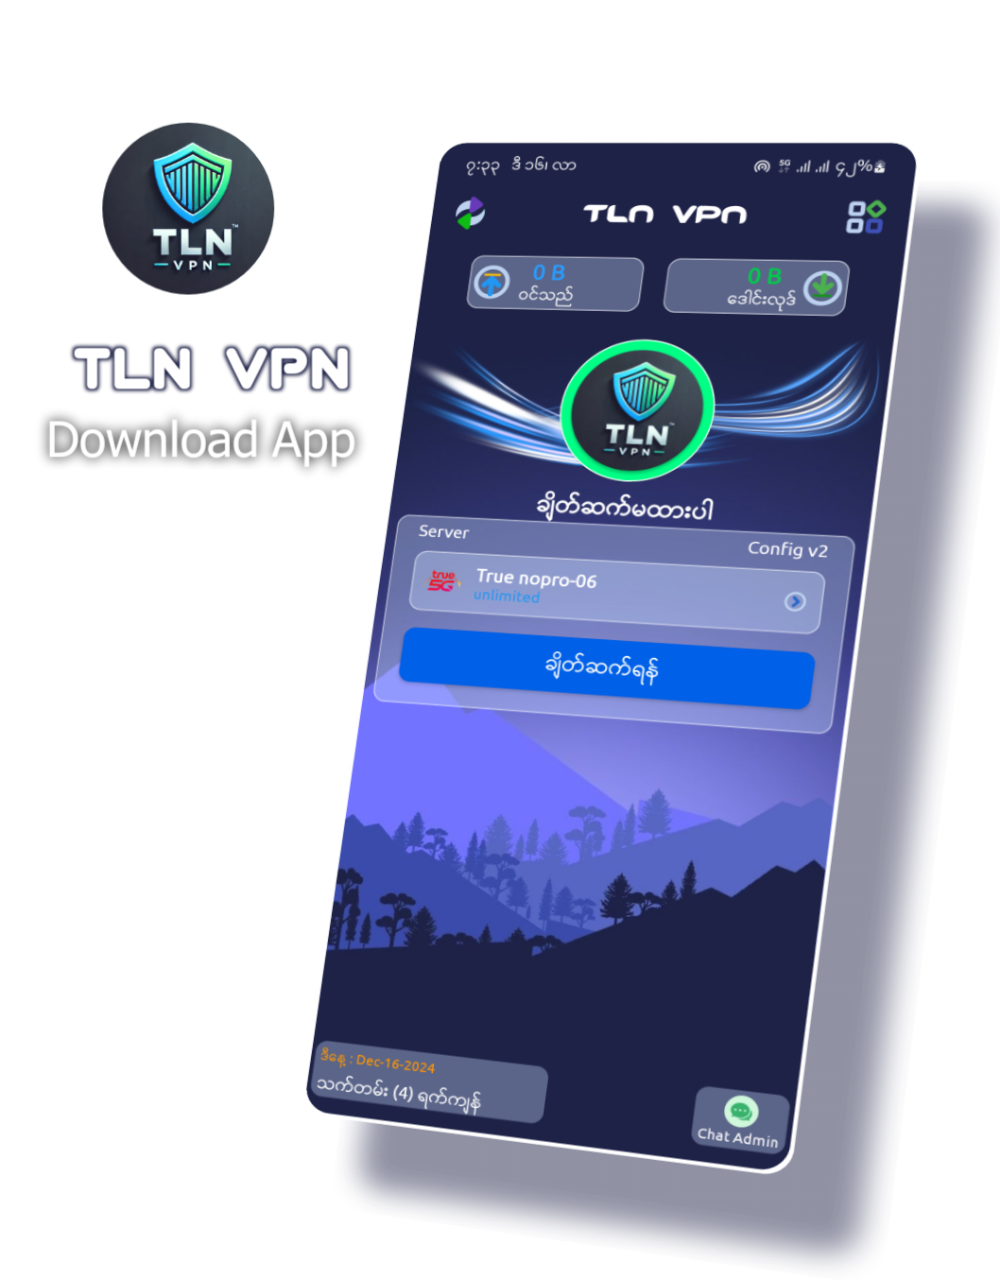 TLN
VPN
TLN VPN
Download App
၇:၃၃ ဒီ ၁၆၊ လာ
5G ၄၂%
TLN VPN
0 B
ဝင်သည်
0 B
ဒေါင်းလုဒ်
TLN
VPN
ချိတ်ဆက်မထားပါ
Server
Config v2
true
5G
True nopro-06
unlimited
ချိတ်ဆက်ရန်
ဒီနေ့ : Dec-16-2024
သက်တမ်း (4) ရက်ကျန်
Chat Admin